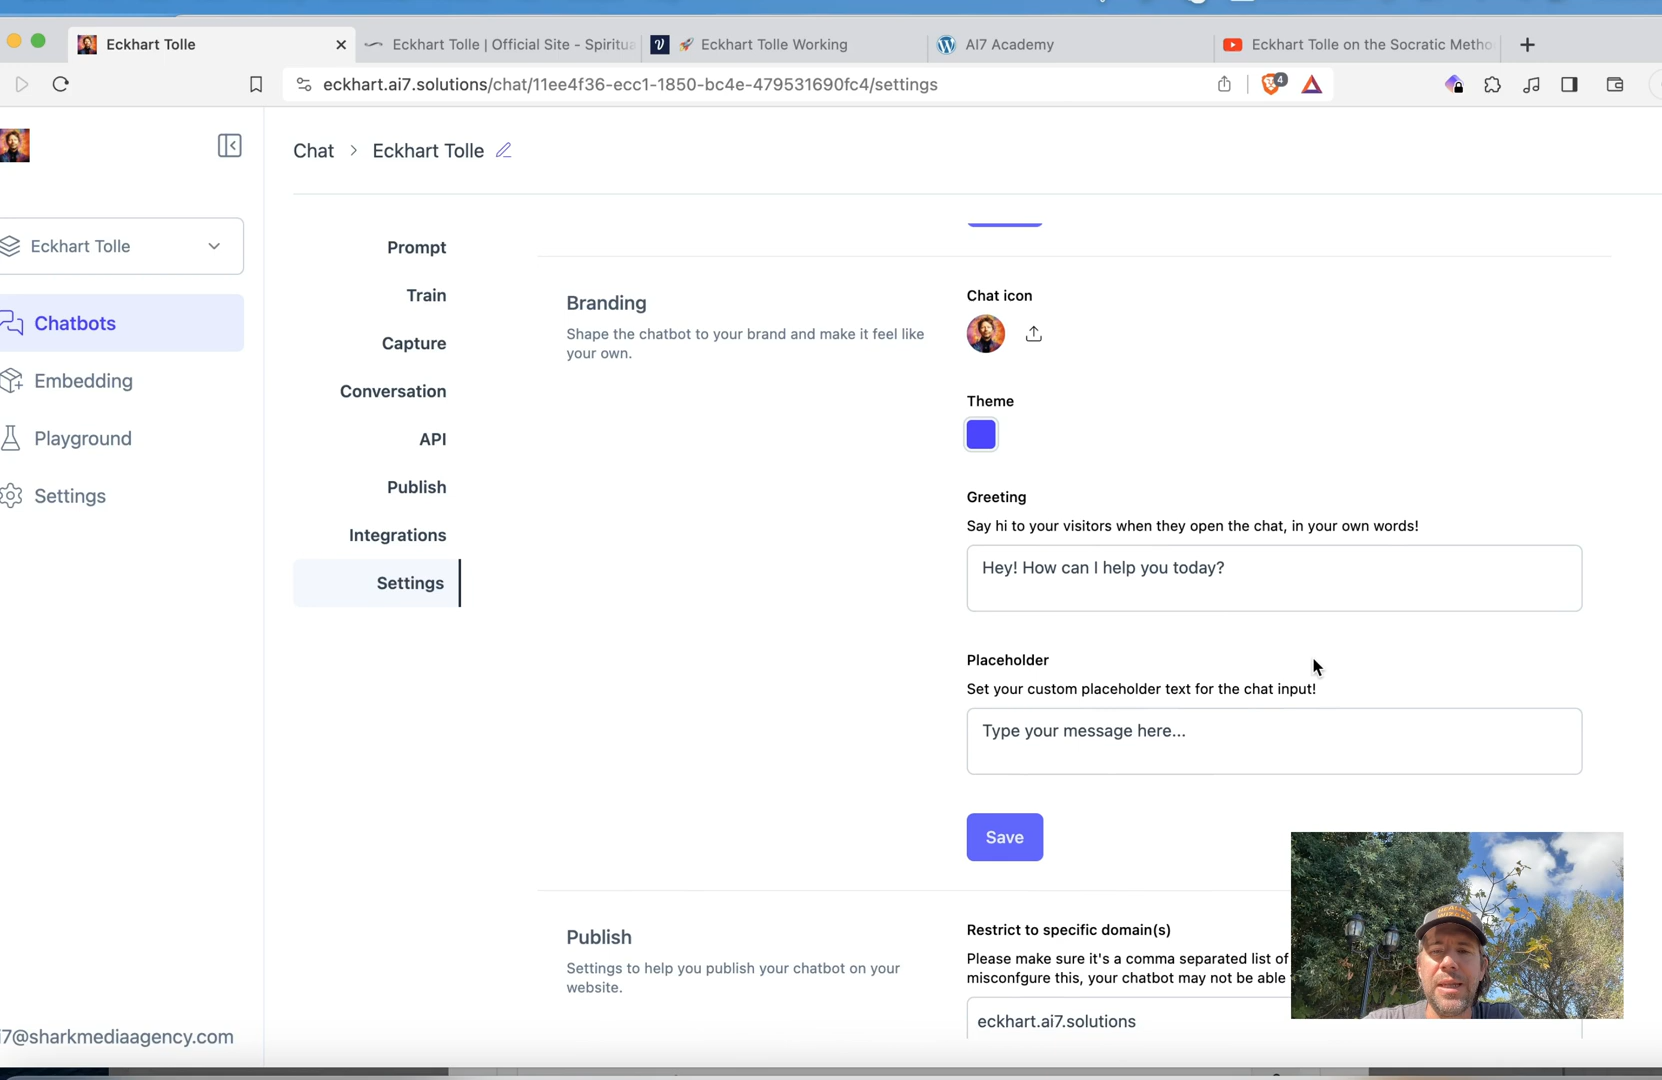 Eckhart Tolle
Eckhart Tolle | Official Site - Spiritua
Eckhart Tolle Working
AI7 Academy
Eckhart Tolle on the Socratic Metho
eckhart.ai7.solutions/chat/11ee4f36-ecc1-1850-bc4e-479531690fc4/settings
4
Chat > Eckhart Tolle
Eckhart Tolle
Chatbots
Embedding
Playground
Settings
i7@sharkmediaagency.com
Prompt
Train
Capture
Conversation
API
Publish
Integrations
Settings
Branding
Shape the chatbot to your brand and make it feel like
your own.
Chat icon
Theme
Greeting
Say hi to your visitors when they open the chat, in your own words!
Hey! How can I help you today?
Placeholder
Set your custom placeholder text for the chat input!
Type your message here...
Save
Publish
Settings to help you publish your chatbot on your
website.
Restrict to specific domain(s)
Please make sure it's a comma separated list of
misconfgure this, your chatbot may not be able
eckhart.ai7.solutions